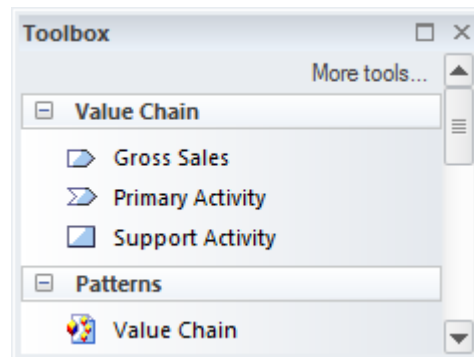 Toolbox
More tools...
Value Chain
Gross Sales
Primary Activity
Support Activity
Patterns
Value Chain